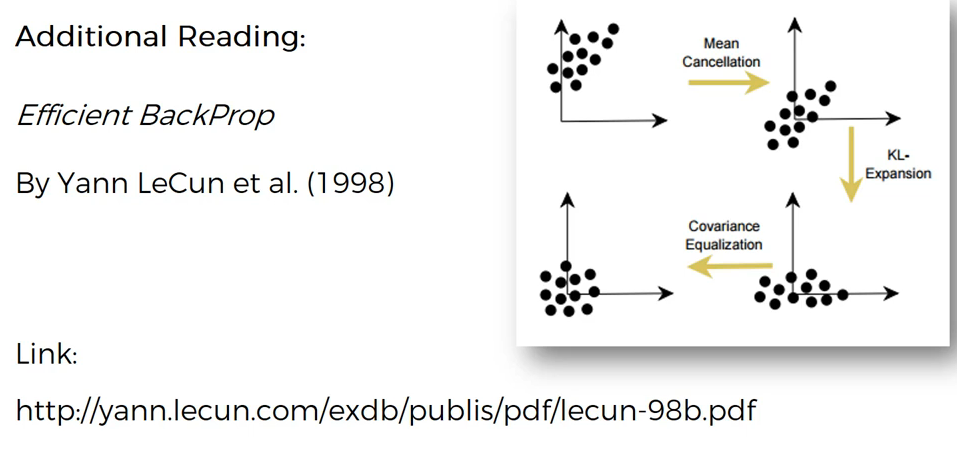 Additional Reading:
Efficient BackProp
By Yann LeCun et al. (1998)
Mean
Cancellation
KL-
Expansion
Covariance
Equalization
Link:
http://yann.lecun.com/exdb/publis/pdf/lecun-98b.pdf